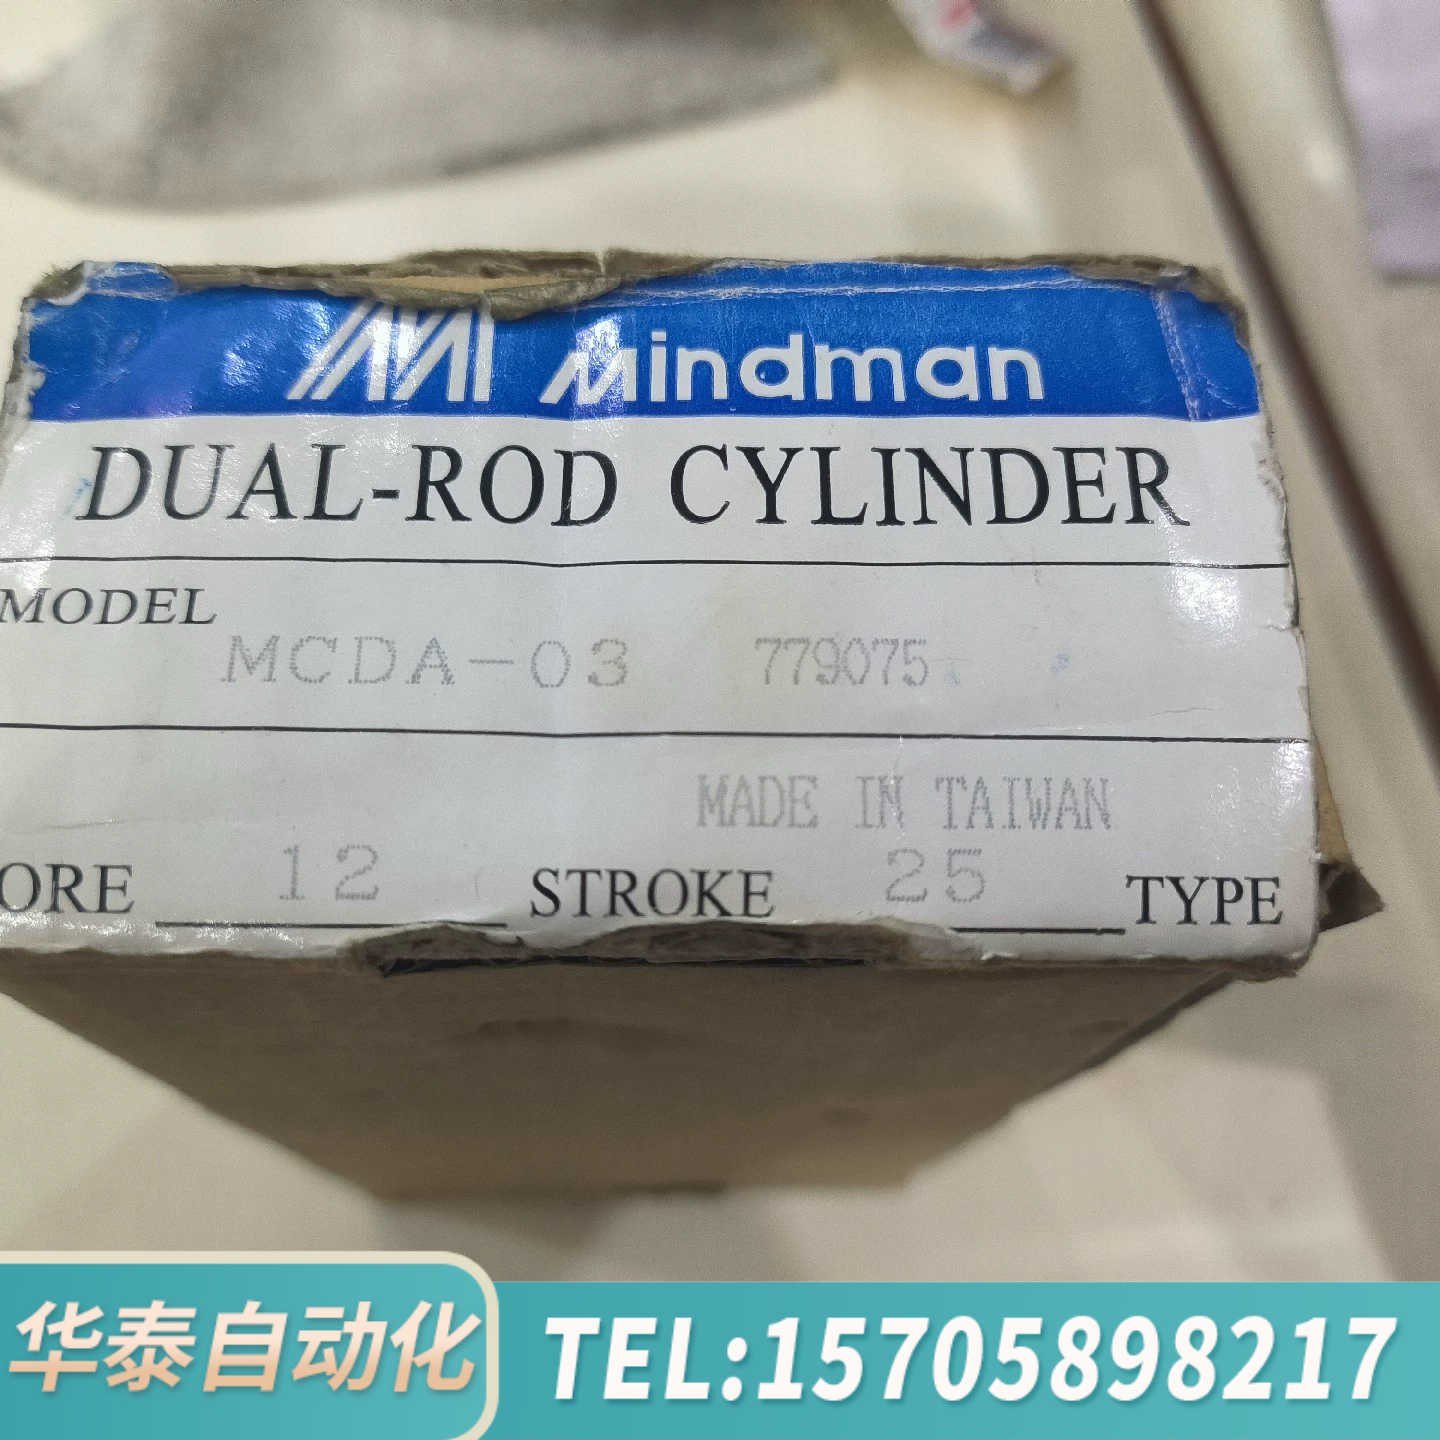 Mindman
DUAL-ROD CYLINDER
MODEL
MCDA-03 779075
MADE IN TAIWAN
ORE 12 STROKE 25 TYPE
华泰自动化
TEL:15705898217